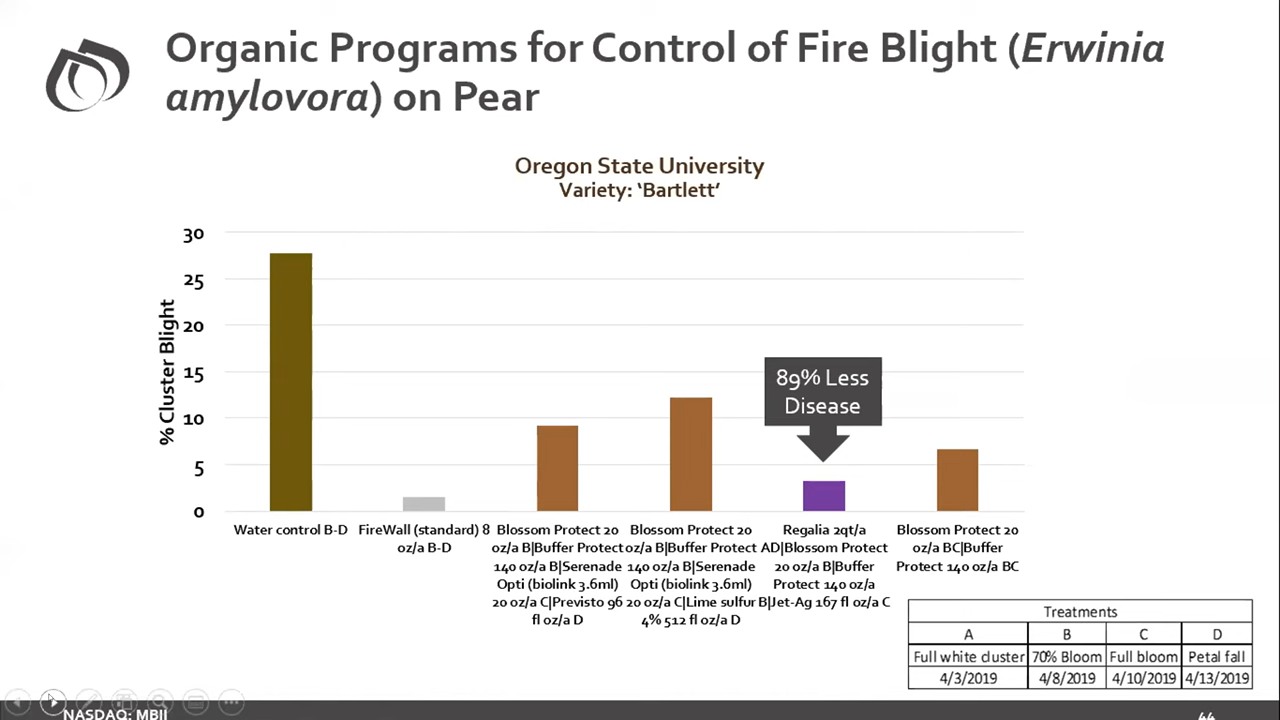 Organic Programs for Control of Fire Blight (Erwinia
amylovora) on Pear
Oregon State University
Variety: ‘Bartlett’
% Cluster Blight
30
25
20
15
10
5
0
89% Less
Disease
Water control B-D
FireWall (standard) 8
oz/a B-D
Blossom Protect 20
oz/a B|Buffer Protect
140 oz/a B|Serenade
Opti (biolink 3.6ml)
20 oz/a C|Previsto 96
fl oz/a D
Blossom Protect 20
oz/a B|Buffer Protect
140 oz/a B|Serenade
Opti (biolink 3.6ml)
20 oz/a C|Lime sulfur
4% 512 fl oz/a D
Regalia 2qt/a
AD|Blossom Protect
20 oz/a B|Buffer
Protect 140 oz/a
B|Jet-Ag 167 fl oz/a C
Blossom Protect 20
oz/a BC|Buffer
Protect 140 oz/a BC
Treatments
A B C D
Full white cluster 70% Bloom Full bloom Petal fall
4/3/2019 4/8/2019 4/10/2019 4/13/2019
NASDAQ: MBII
44